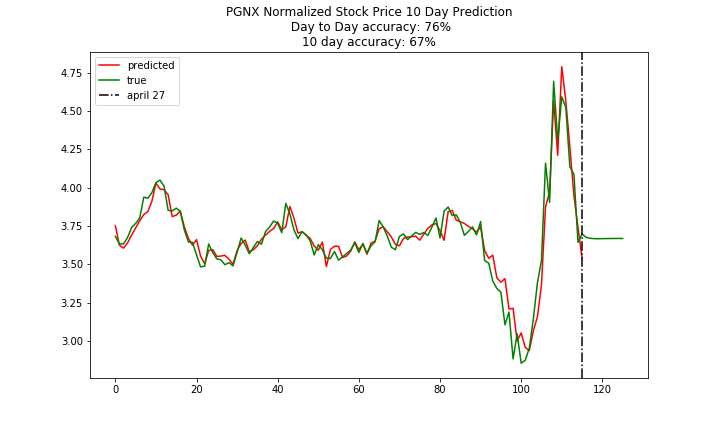 PGNX Normalized Stock Price 10 Day Prediction
Day to Day accuracy: 76%
10 day accuracy: 67%
predicted
true
april 27
4.75
4.50
4.25
4.00
3.75
3.50
3.25
3.00
0 20 40 60 80 100 120